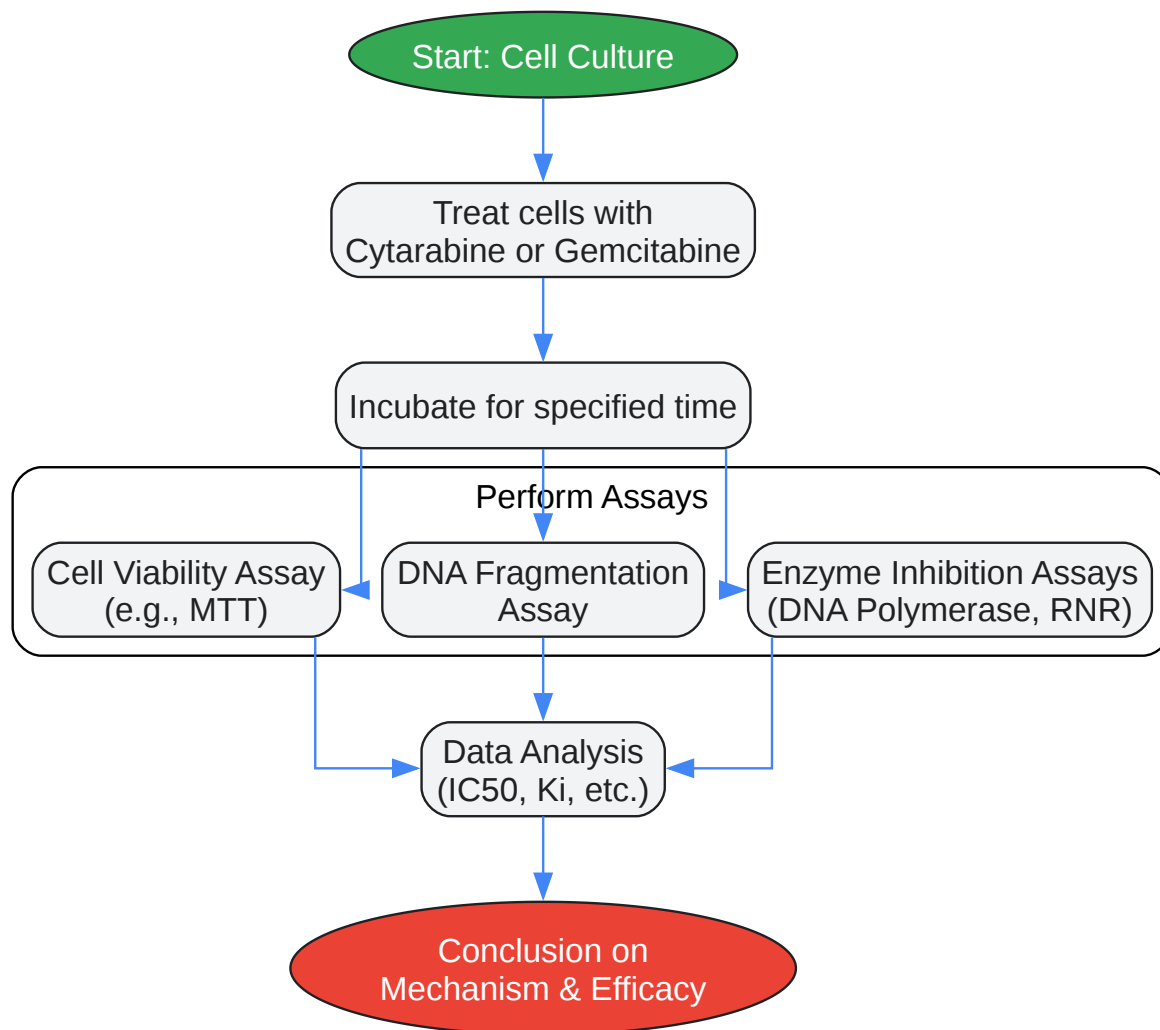 Start: Cell Culture
Treat cells with
Cytarabine or Gemcitabine
Incubate for specified time
Perform Assays
Cell Viability Assay
(e.g., MTT)
DNA Fragmentation
Assay
Enzyme Inhibition Assays
(DNA Polymerase, RNR)
Data Analysis
(IC50, Ki, etc.)
Conclusion on
Mechanism & Efficacy